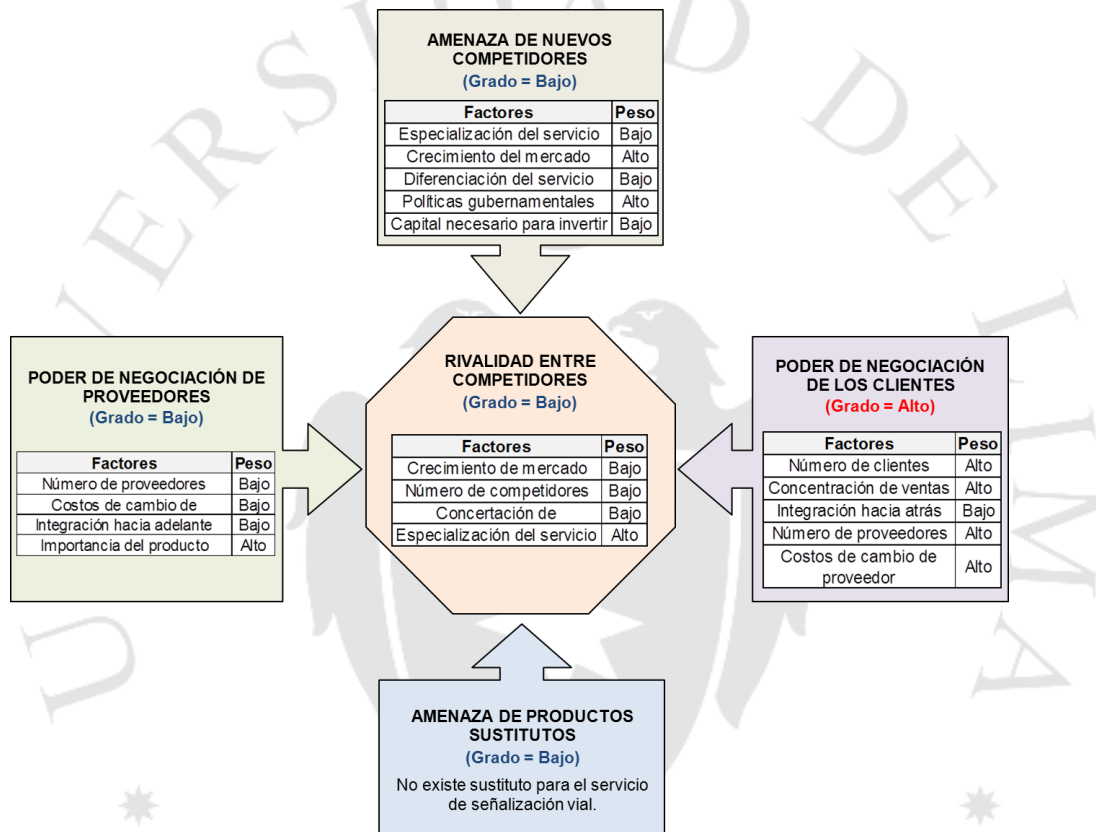 AMENAZA DE NUEVOS
COMPETIDORES
(Grado = Bajo)
Factores Peso
Especialización del servicio Bajo
Crecimiento del mercado Alto
Diferenciación del servicio Bajo
Políticas gubernamentales Alto
Capital necesario para invertir Bajo
PODER DE NEGOCIACIÓN DE
PROVEEDORES
(Grado = Bajo)
Factores Peso
Número de proveedores Bajo
Costos de cambio de Bajo
Integración hacia adelante Bajo
Importancia del producto Alto
RIVALIDAD ENTRE
COMPETIDORES
(Grado = Bajo)
Factores Peso
Crecimiento de mercado Bajo
Número de competidores Bajo
Concertación de Bajo
Especialización del servicio Alto
PODER DE NEGOCIACIÓN
DE LOS CLIENTES
(Grado = Alto)
Factores Peso
Número de clientes Alto
Concentración de ventas Alto
Integración hacia atrás Bajo
Número de proveedores Alto
Costos de cambio de
proveedor Alto
AMENAZA DE PRODUCTOS
SUSTITUTOS
(Grado = Bajo)
No existe sustituto para el servicio
de señalización vial.